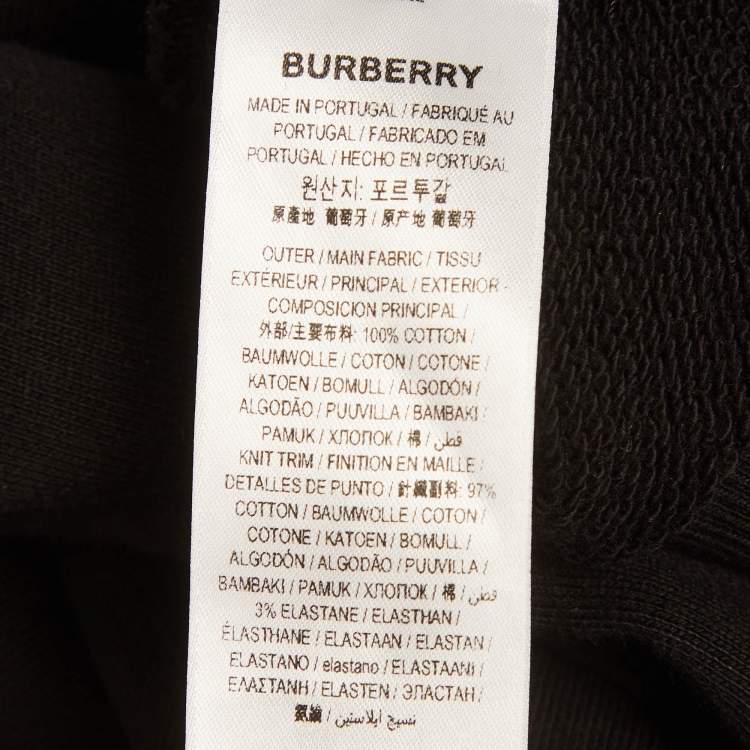 BURBERRY
MADE IN PORTUGAL / FABRIQUÉ AU
PORTUGAL / FABRICADO EM
PORTUGAL / HECHO EN PORTUGAL
원산지: 포르투갈
原產地 葡萄牙 / 原产地 葡萄牙
OUTER / MAIN FABRIC / TISSU
EXTÉRIEUR / PRINCIPAL / EXTERIOR -
COMPOSICION PRINCIPAL /
外部/主要布料: 100% COTTON /
BAUMWOLLE / COTON / COTONE /
KATOEN / BOMULL / ALGODÓN /
ALGODÃO / PUUVILLA / BAMBAKI /
PAMUK / ХЛОПОК / 棉 / قطن
KNIT TRIM / FINITION EN MAILLE /
DETALLES DE PUNTO / 針織副料: 97%
COTTON / BAUMWOLLE / COTON /
COTONE / KATOEN / BOMULL /
ALGODÓN / ALGODÃO / PUUVILLA /
BAMBAKI / PAMUK / ХЛОПОК / 棉 / قطن /
3% ELASTANE / ELASTHAN /
ÉLASTHANE / ELASTAAN / ELASTAN /
ELASTANO / elastano / ELASTAANI /
ΕΛΑΣΤΑΝΗ / ELASTEN / ЭЛАСТАН /
氨綸 / نسيج إيلاستين